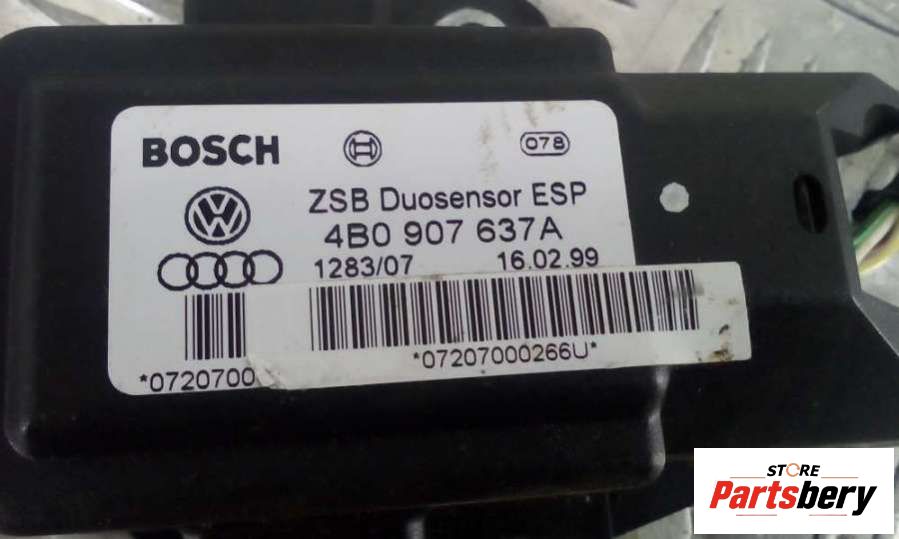 BOSCH
078
ZSB Duosensor ESP
4B0 907 637A
1283/07 16.02.99
*07207000266U*
*0720700
STORE
Partsbery